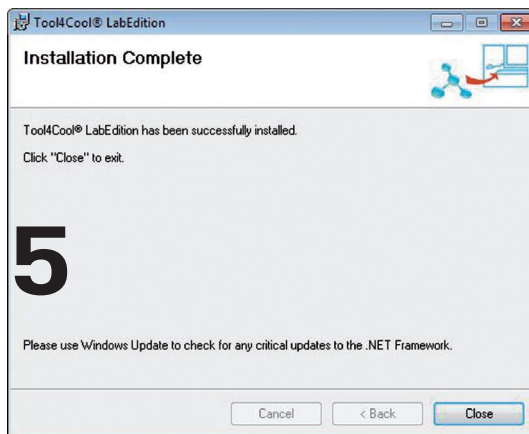 Tool4Cool® LabEdition
Installation Complete
Tool4Cool® LabEdition has been successfully installed.
Click "Close" to exit.
5
Please use Windows Update to check for any critical updates to the .NET Framework.
Cancel
< Back
Close